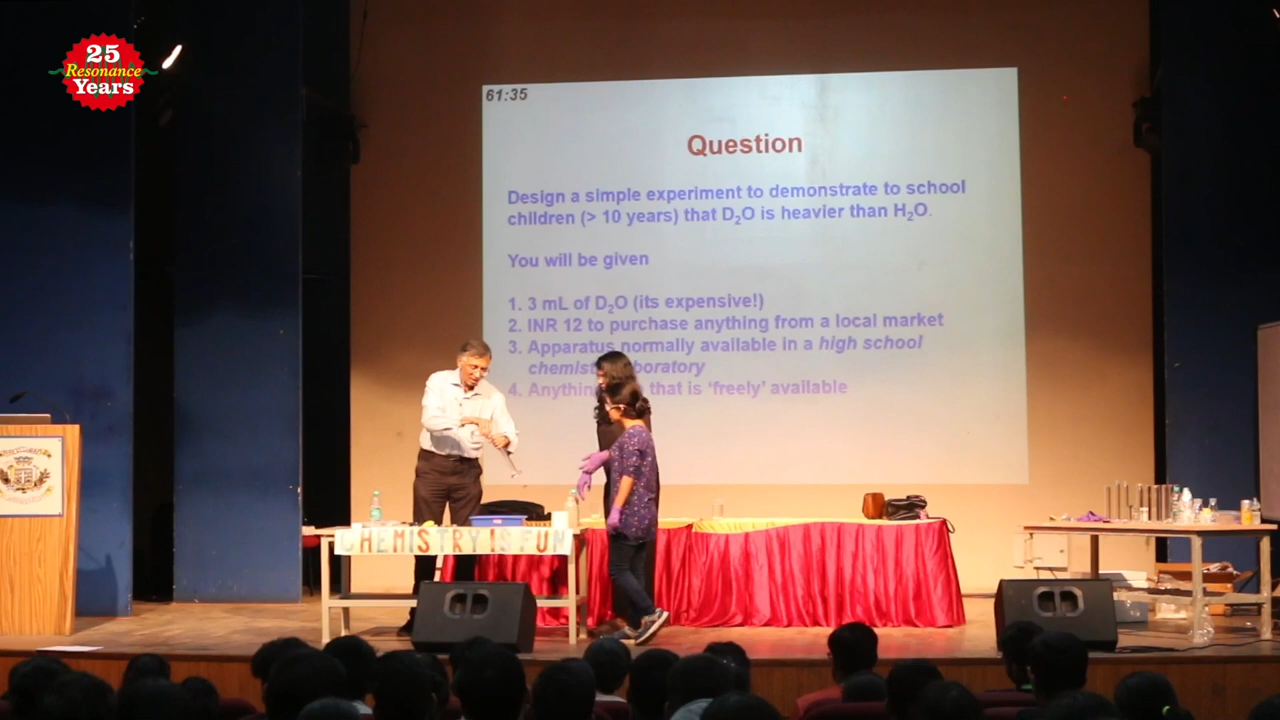 25
Resonance
Years
61:35
Question
Design a simple experiment to demonstrate to school
children (> 10 years) that D₂O is heavier than H₂O.
You will be given
1. 3 mL of D₂O (its expensive!)
2. INR 12 to purchase anything from a local market
3. Apparatus normally available in a high school
chemist boratory
4. Anythin that is ‘freely’ available
CHEMISTRY IS FUN